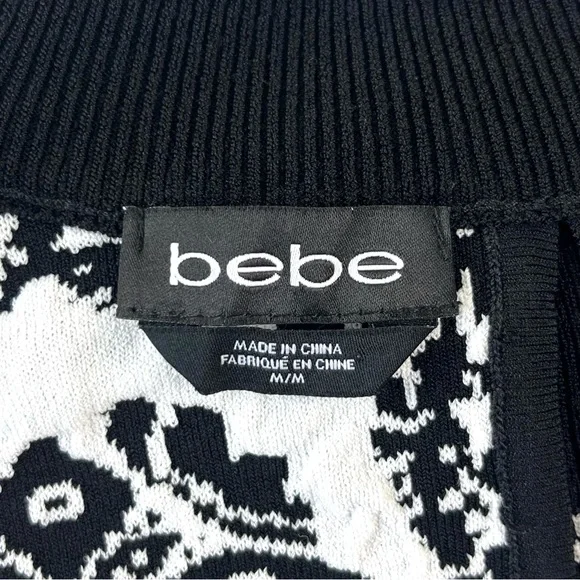 bebe
MADE IN CHINA
FABRIQUÉ EN CHINE
M/M